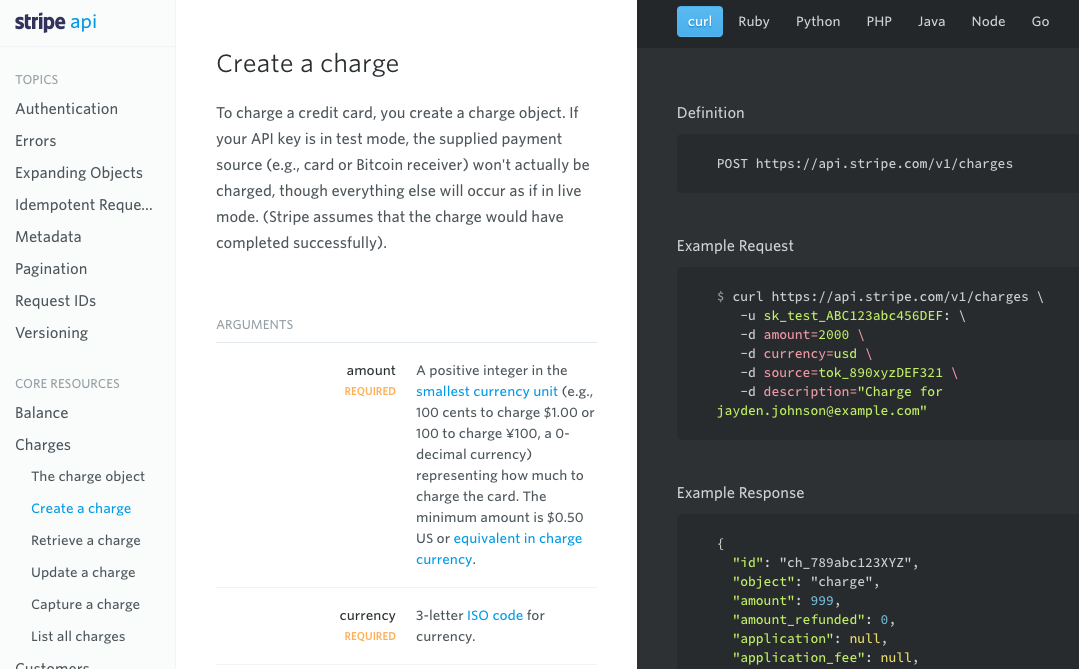 stripe api
TOPICS
Authentication
Errors
Expanding Objects
Idempotent Reque...
Metadata
Pagination
Request IDs
Versioning
CORE RESOURCES
Balance
Charges
The charge object
Create a charge
Retrieve a charge
Update a charge
Capture a charge
List all charges
Customers
Create a charge
To charge a credit card, you create a charge object. If
your API key is in test mode, the supplied payment
source (e.g., card or Bitcoin receiver) won't actually be
charged, though everything else will occur as if in live
mode. (Stripe assumes that the charge would have
completed successfully).
ARGUMENTS
amount
REQUIRED
A positive integer in the
smallest currency unit (e.g.,
100 cents to charge $1.00 or
100 to charge ¥100, a 0-
decimal currency)
representing how much to
charge the card. The
minimum amount is $0.50
US or equivalent in charge
currency.
currency
REQUIRED
3-letter ISO code for
currency.
curl Ruby Python PHP Java Node Go
Definition
POST https://api.stripe.com/v1/charges
Example Request
$ curl https://api.stripe.com/v1/charges \
-u sk_test_ABC123abc456DEF: \
-d amount=2000 \
-d currency=usd \
-d source=tok_890xyzDEF321 \
-d description="Charge for
jayden.johnson@example.com"
Example Response
{
"id": "ch_789abc123XYZ",
"object": "charge",
"amount": 999,
"amount_refunded": 0,
"application": null,
"application_fee": null,